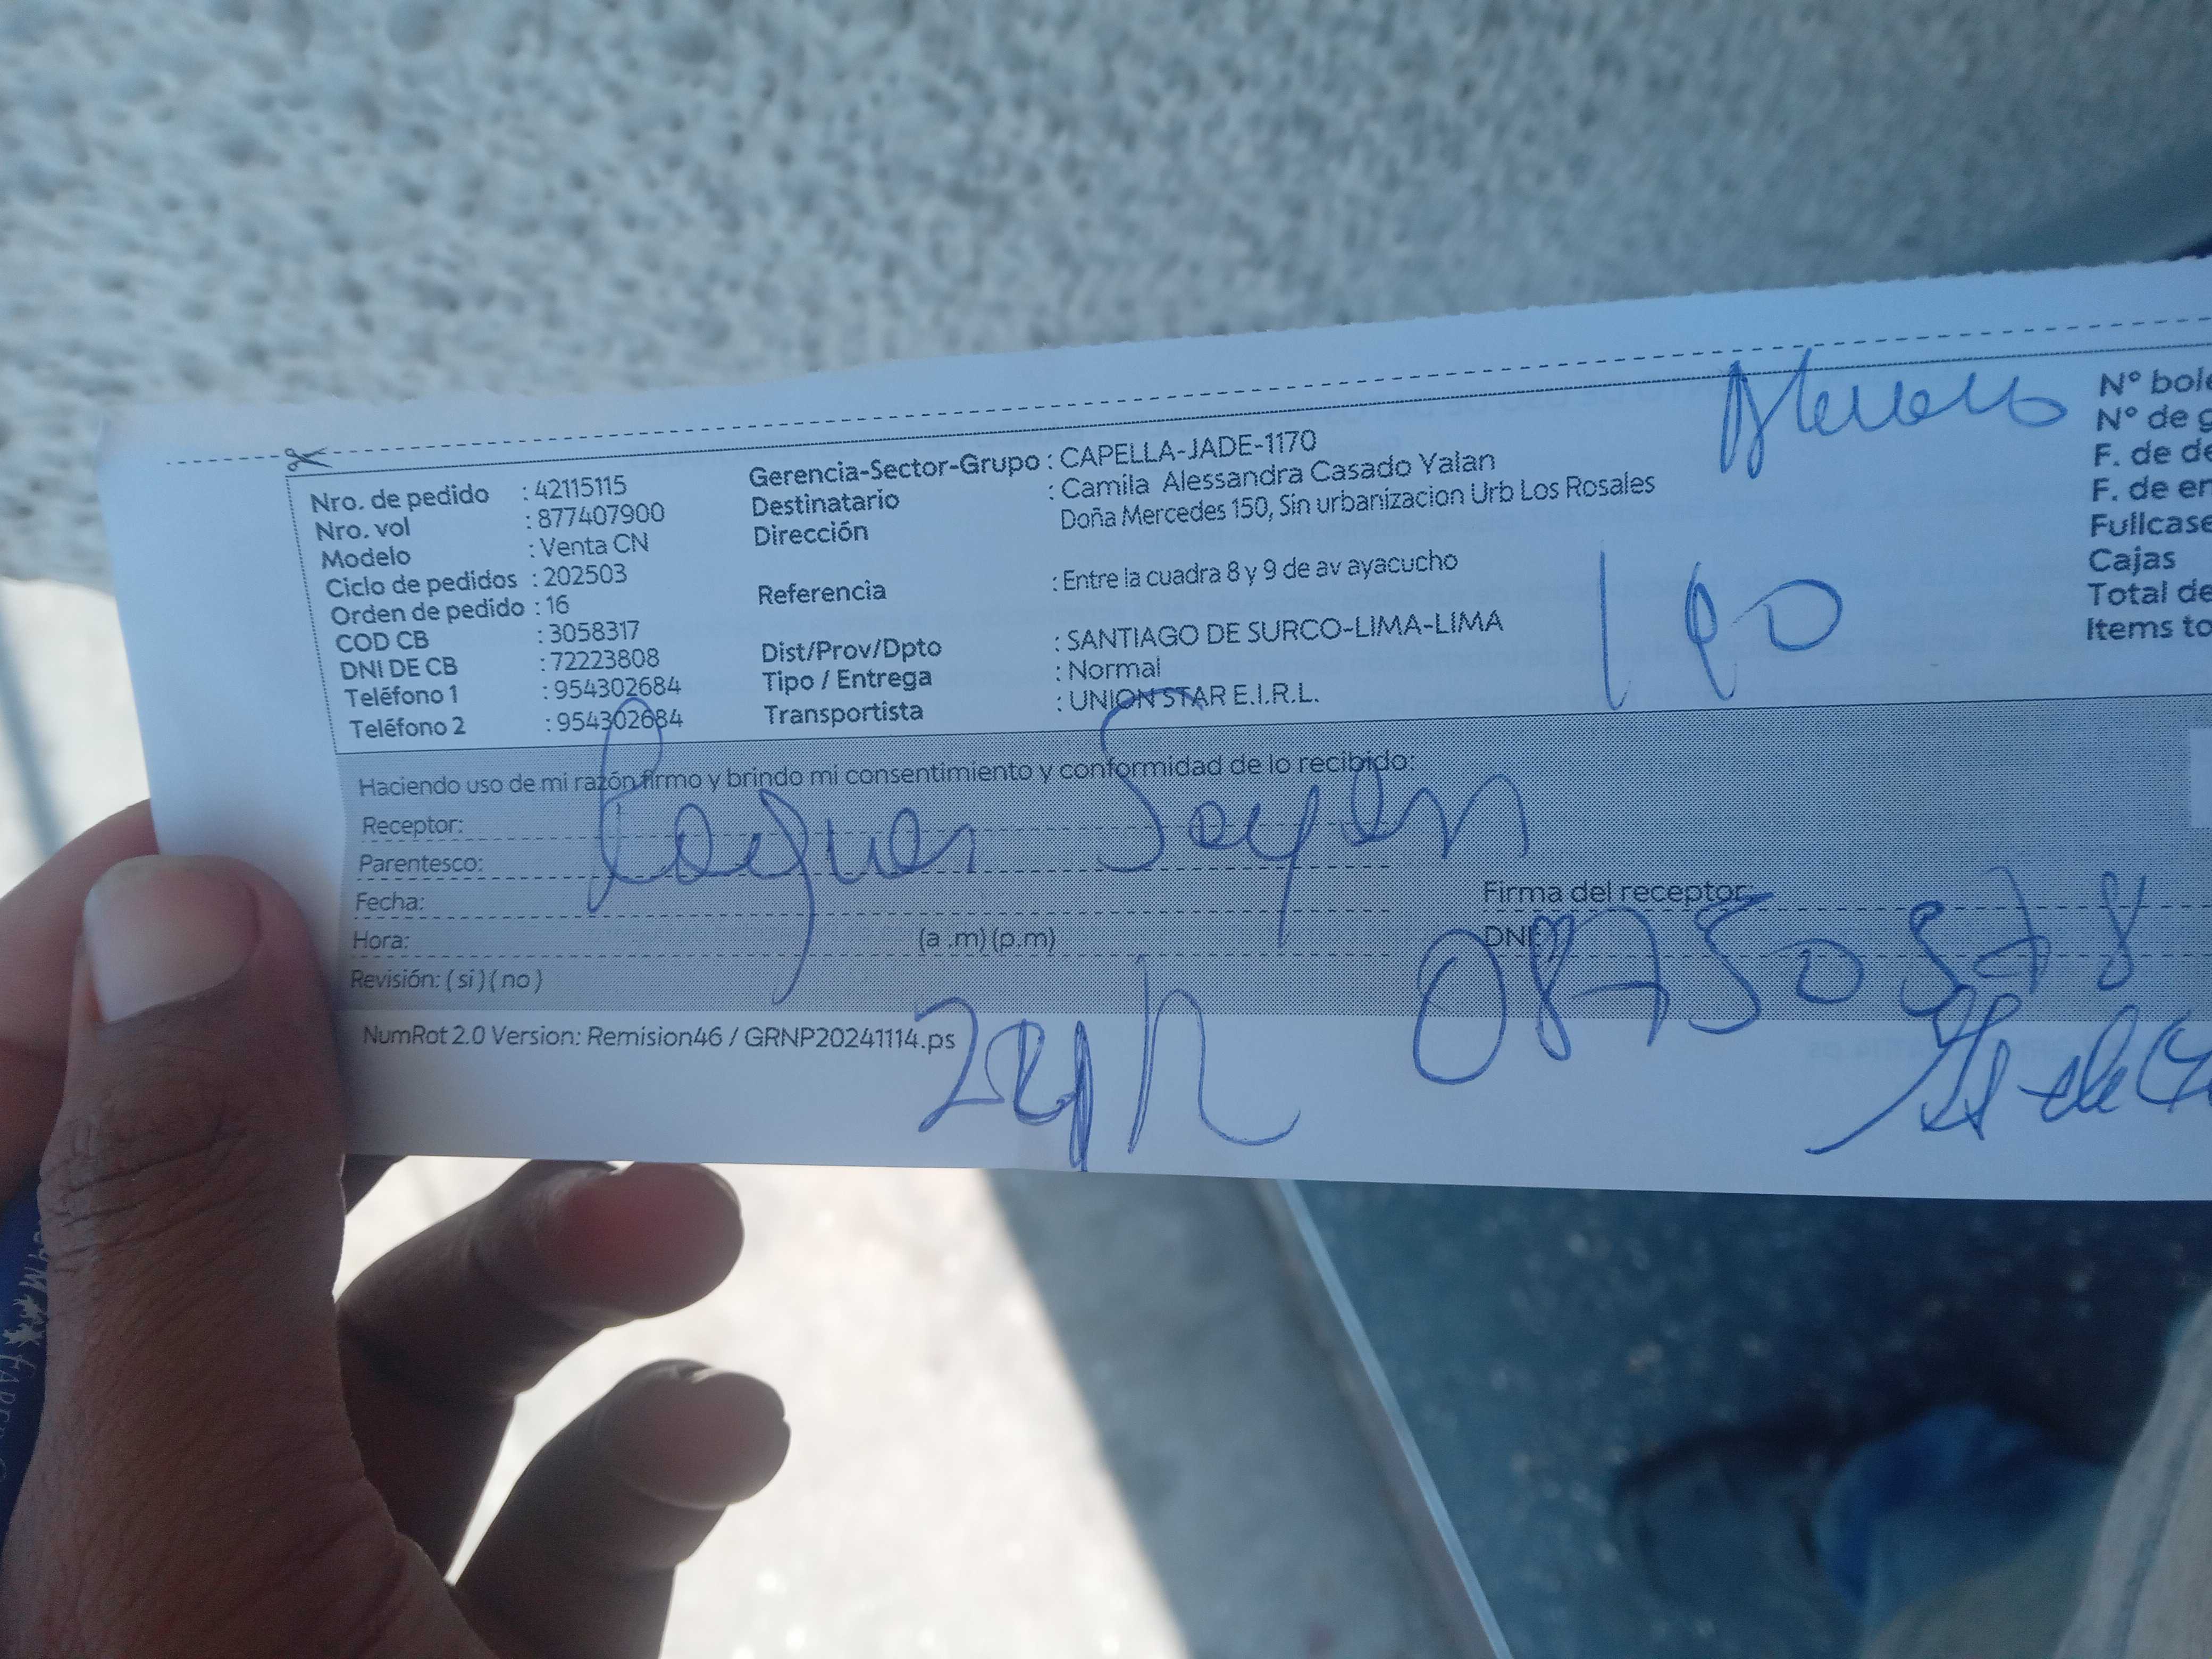 Nro. de pedido : 42115115
Nro. vol : 877407900
Modelo : Venta CN
Ciclo de pedidos : 202503
Orden de pedido : 16
COD CB : 3058317
DNI DE CB : 72223808
Teléfono 1 : 954302684
Teléfono 2 : 954302684
Gerencia-Sector-Grupo : CAPELLA-JADE-1170
Destinatario : Camila Alessandra Casado Yalan
Dirección Doña Mercedes 150, Sin urbanizacion Urb Los Rosales
Referencia : Entre la cuadra 8 y 9 de av ayacucho
Dist/Prov/Dpto : SANTIAGO DE SURCO-LIMA-LIMA
Tipo / Entrega : Normal
Transportista : UNION STAR E.I.R.L.
N° bole
N° de g
F. de de
F. de en
Fullcase
Cajas
Total de
Items to
Haciendo uso de mi razón firmo y brindo mi consentimiento y conformidad de lo recibido:
Receptor:
Parentesco:
Fecha:
Hora: (a .m) (p.m)
Revisión: ( si ) ( no )
Firma del receptor:
DNI:
NumRot 2.0 Version: Remision46 / GRNP20241114.ps